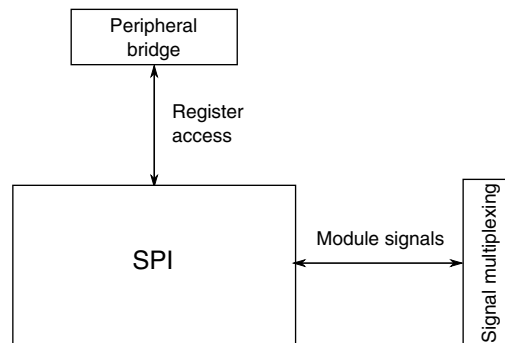 Peripheral
bridge
Register
access
SPI
Module signals
Signal multiplexing